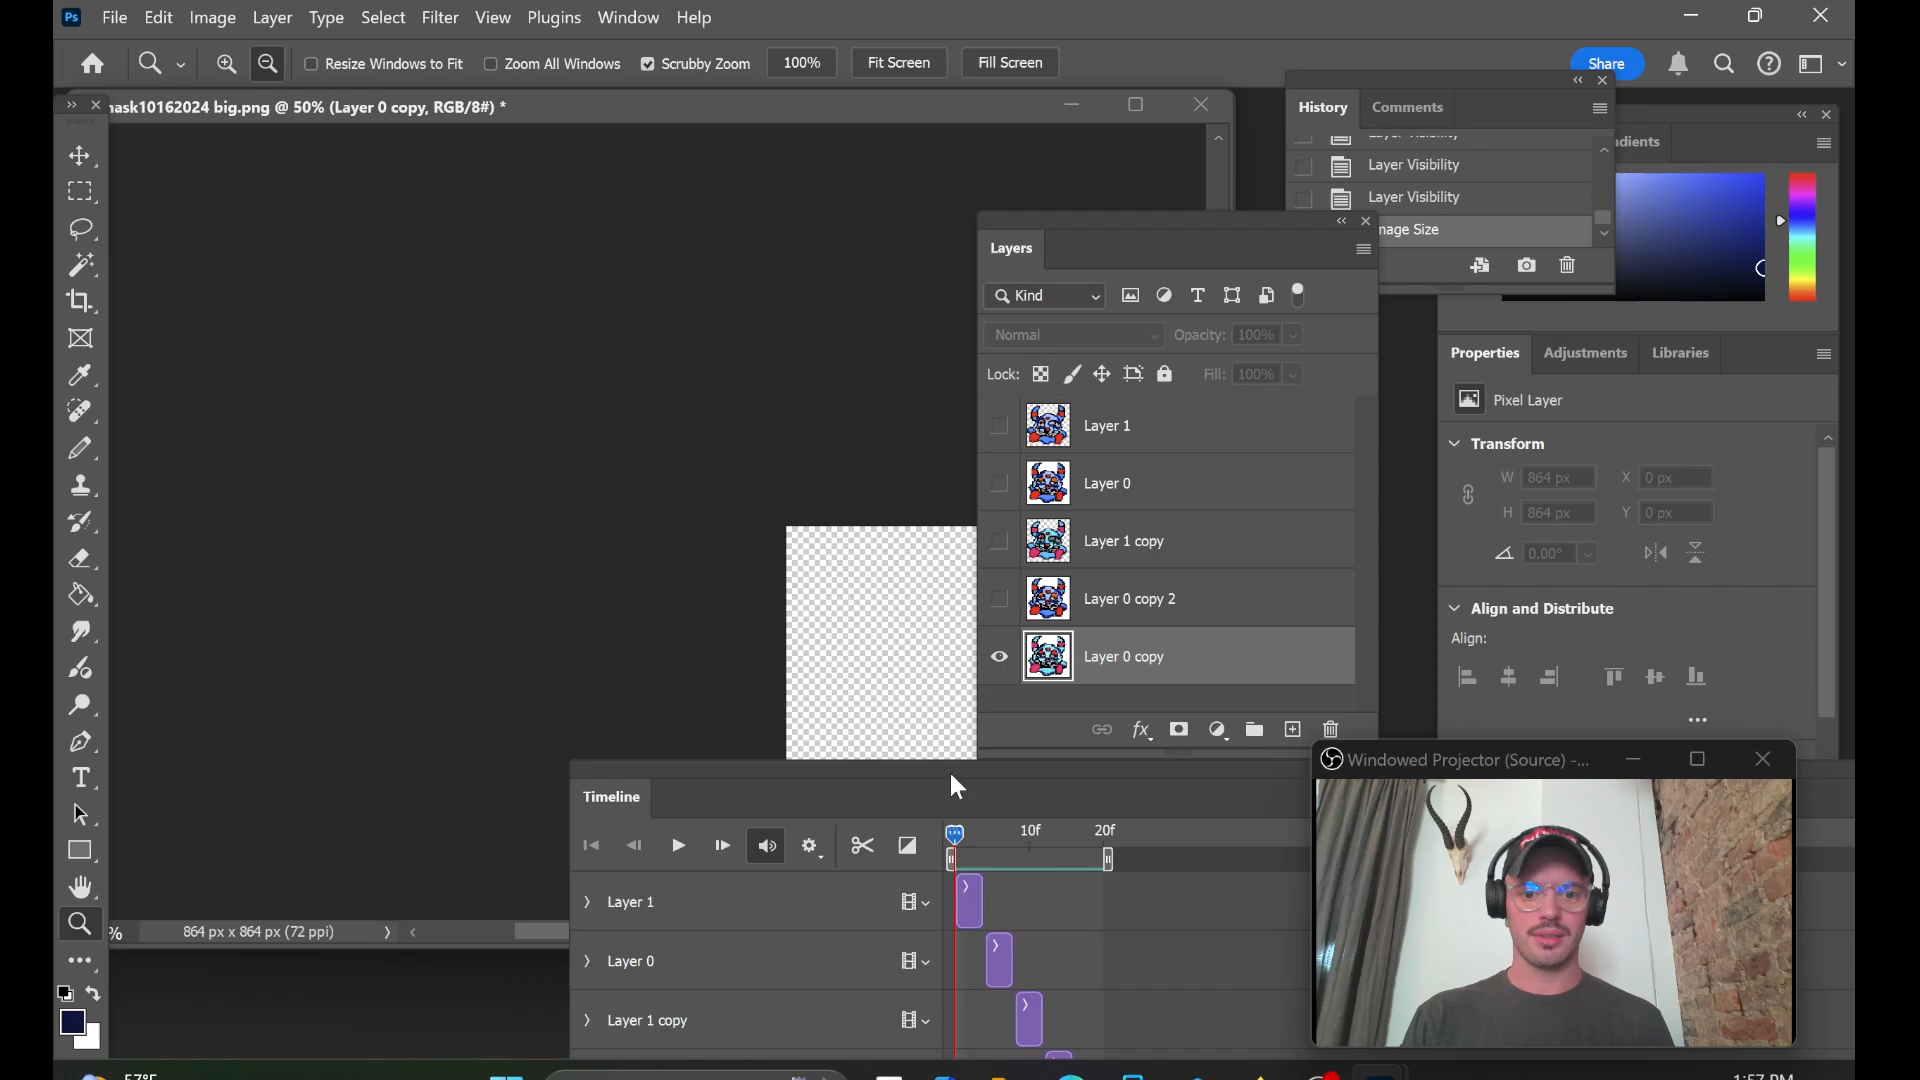 Ps File Edit Image Layer Type Select Filter View Plugins Window Help
Resize Windows to Fit Zoom All Windows Scrubby Zoom 100% Fit Screen Fill Screen Share
mask10162024 big.png @ 50% (Layer 0 copy, RGB/8#) *
History Comments
Layer Visibility
Layer Visibility
Layer Visibility
mage Size
dients
Layers
Kind
Normal Opacity: 100%
Lock: Fill: 100%
Layer 1
Layer 0
Layer 1 copy
Layer 0 copy 2
Layer 0 copy
fx
Properties Adjustments Libraries
Pixel Layer
Transform
W 864 px X 0 px
H 864 px Y 0 px
0.00°
Align and Distribute
Align:
Windowed Projector (Source) -...
Timeline
10f 20f
Layer 1
Layer 0
Layer 1 copy
% 864 px x 864 px (72 ppi)
57°F
1:57 PM